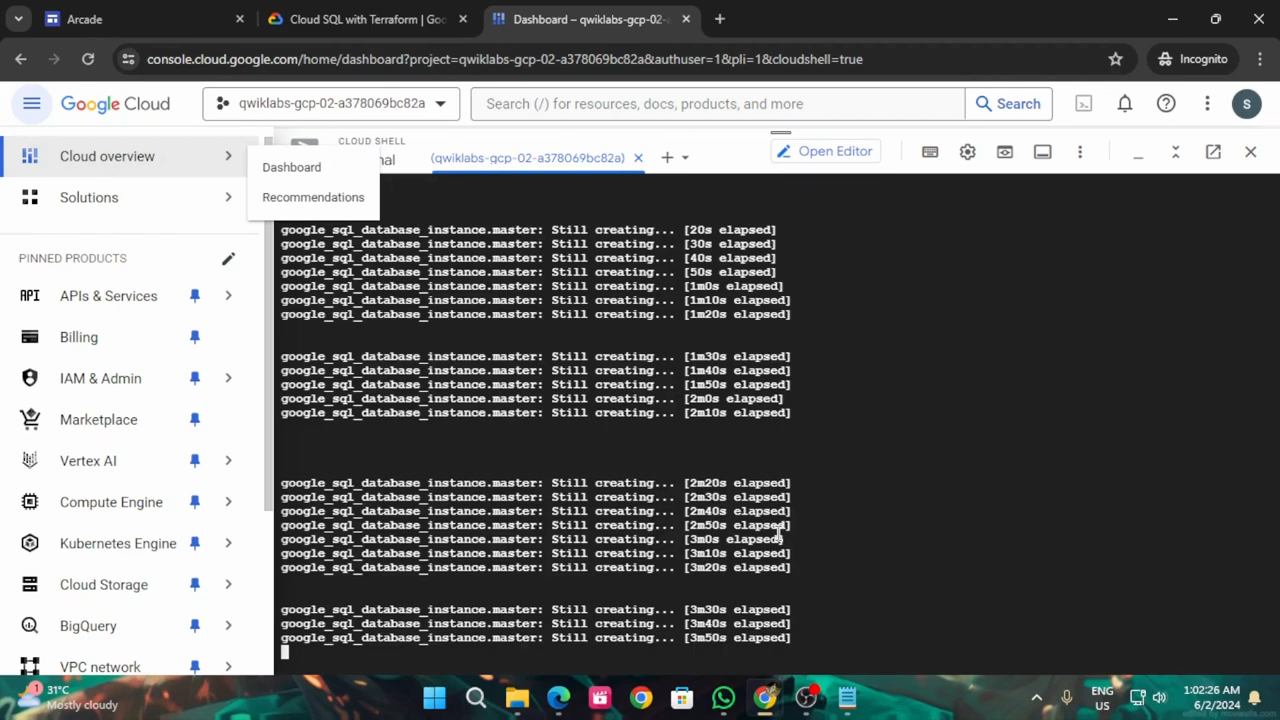 Arcade
Cloud SQL with Terraform | Goo
Dashboard – qwiklabs-gcp-02-
console.cloud.google.com/home/dashboard?project=qwiklabs-gcp-02-a378069bc82a&authuser=1&pli=1&cloudshell=true
Incognito
Google Cloud
qwiklabs-gcp-02-a378069bc82a
Search (/) for resources, docs, products, and more
Search
S
Cloud overview
Dashboard
Recommendations
Solutions
PINNED PRODUCTS
API APIs & Services
Billing
IAM & Admin
Marketplace
Vertex AI
Compute Engine
Kubernetes Engine
Cloud Storage
BigQuery
VPC network
CLOUD SHELL
nal
(qwiklabs-gcp-02-a378069bc82a)
Open Editor
google_sql_database_instance.master: Still creating... [20s elapsed]
google_sql_database_instance.master: Still creating... [30s elapsed]
google_sql_database_instance.master: Still creating... [40s elapsed]
google_sql_database_instance.master: Still creating... [50s elapsed]
google_sql_database_instance.master: Still creating... [1m0s elapsed]
google_sql_database_instance.master: Still creating... [1m10s elapsed]
google_sql_database_instance.master: Still creating... [1m20s elapsed]
google_sql_database_instance.master: Still creating... [1m30s elapsed]
google_sql_database_instance.master: Still creating... [1m40s elapsed]
google_sql_database_instance.master: Still creating... [1m50s elapsed]
google_sql_database_instance.master: Still creating... [2m0s elapsed]
google_sql_database_instance.master: Still creating... [2m10s elapsed]
google_sql_database_instance.master: Still creating... [2m20s elapsed]
google_sql_database_instance.master: Still creating... [2m30s elapsed]
google_sql_database_instance.master: Still creating... [2m40s elapsed]
google_sql_database_instance.master: Still creating... [2m50s elapsed]
google_sql_database_instance.master: Still creating... [3m0s elapsed]
google_sql_database_instance.master: Still creating... [3m10s elapsed]
google_sql_database_instance.master: Still creating... [3m20s elapsed]
google_sql_database_instance.master: Still creating... [3m30s elapsed]
google_sql_database_instance.master: Still creating... [3m40s elapsed]
google_sql_database_instance.master: Still creating... [3m50s elapsed]
1
31°C
Mostly cloudy
ENG
US
1:02:26 AM
6/2/2024